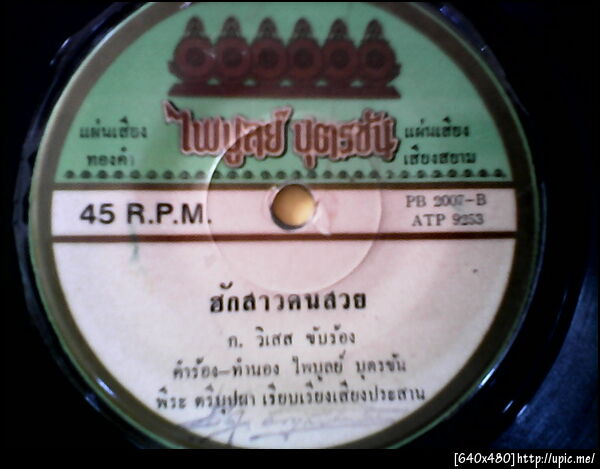 แผ่นเสียง
ทองคำ
ไพบูลย์ บุตรขัน
แผ่นเสียง
เสียงสยาม
45 R.P.M.
PB 2007-B
ATP 9253
ฮักสาวคนสวย
ก. วิเสส ขับร้อง
คำร้อง-ทำนอง ไพบูลย์ บุตรขัน
พีระ ตรีบุปผา เรียบเรียงเสียงประสาน
[640x480]http://upic.me/